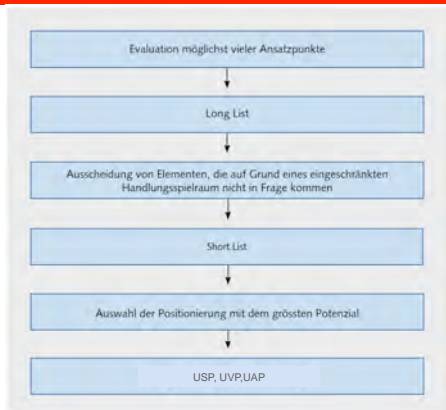 Evaluation möglichst vieler Ansatzpunkte
Long List
Ausscheidung von Elementen, die auf Grund eines eingeschränkten
Handlungsspielraum nicht in Frage kommen
Short List
Auswahl der Positionierung mit dem grössten Potenzial
USP, UVP,UAP